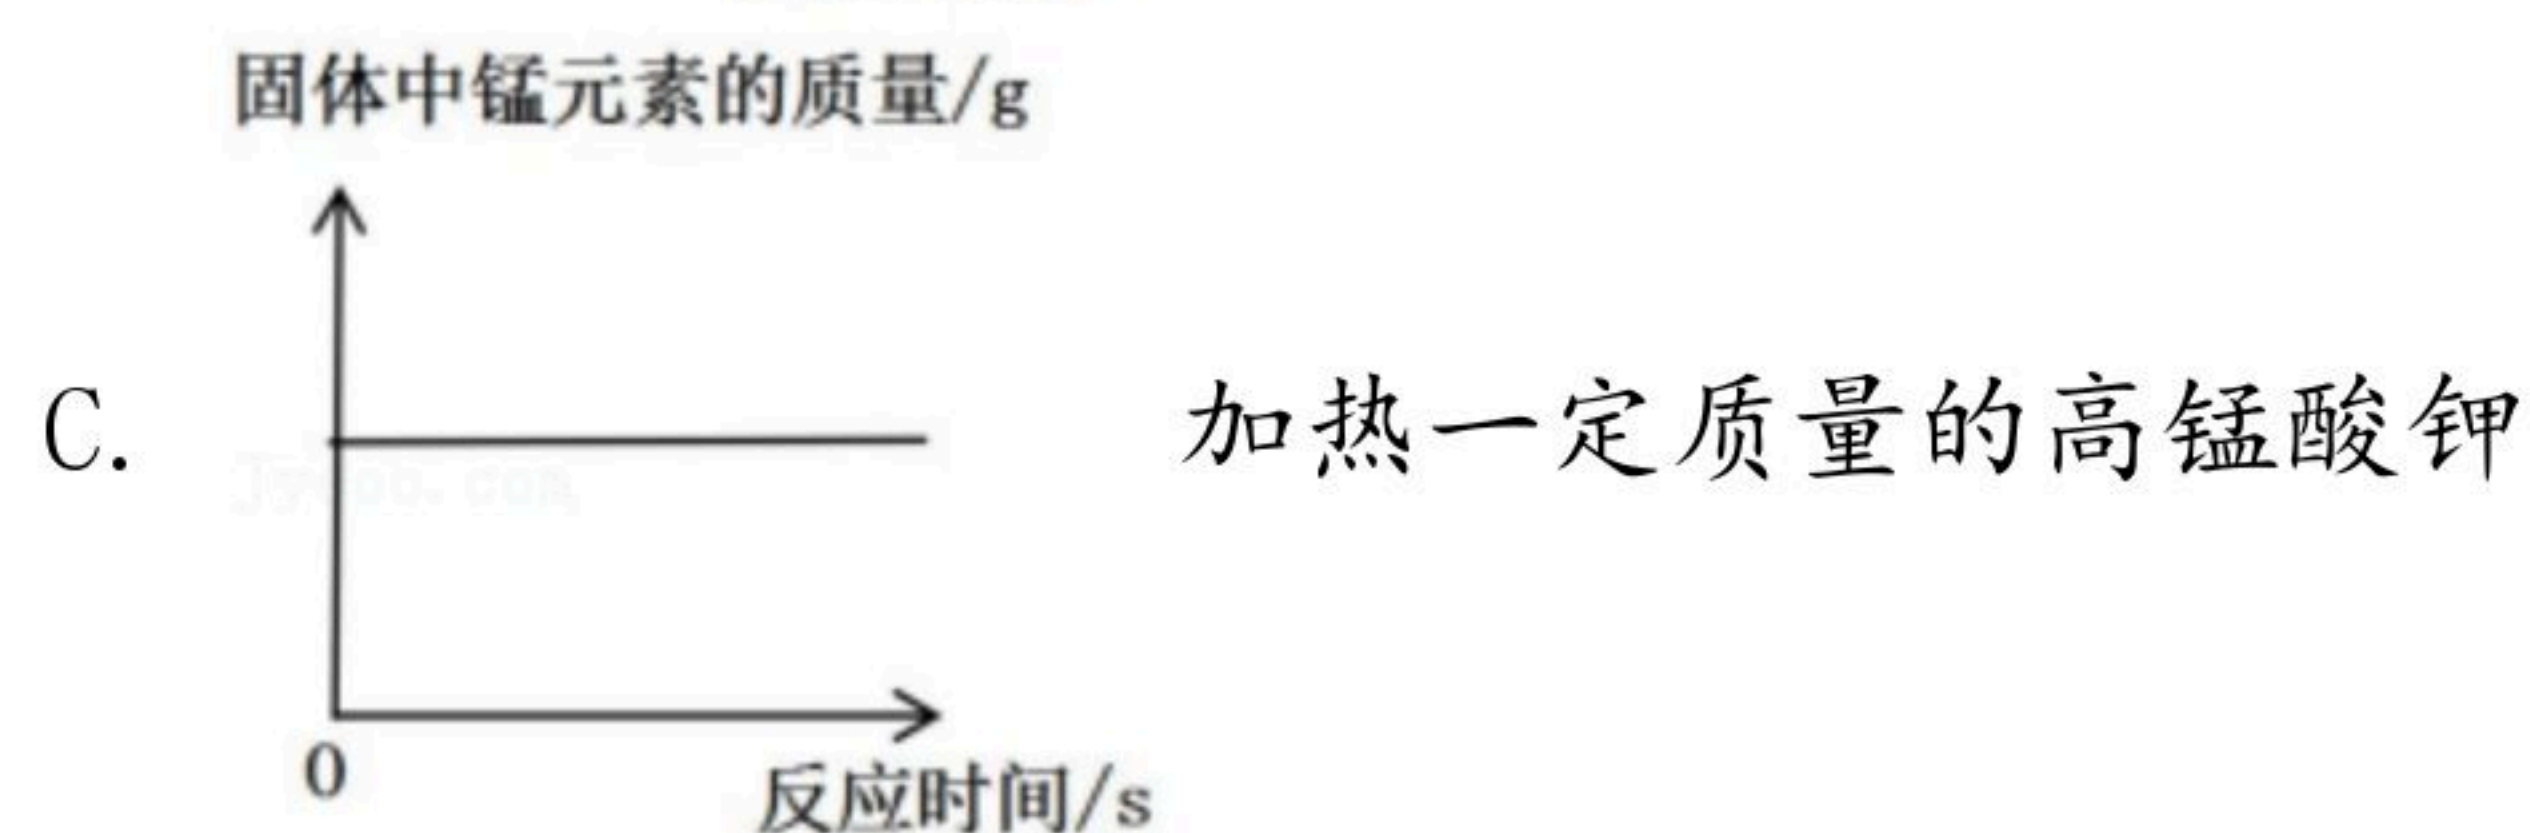 固体中锰元素的质量/g
C.
加热一定质量的高锰酸钾
0
反应时间/s